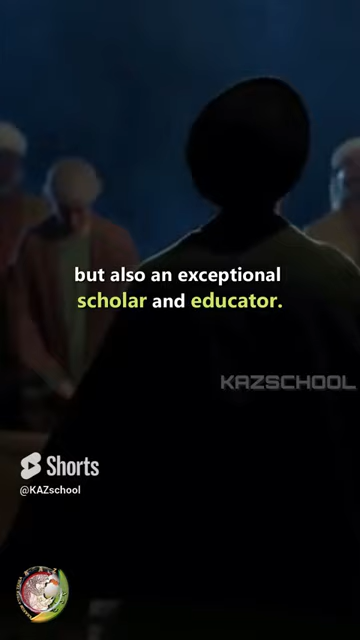 but also an exceptional
scholar and educator.
KAZSCHOOL
Shorts
@KAZschool